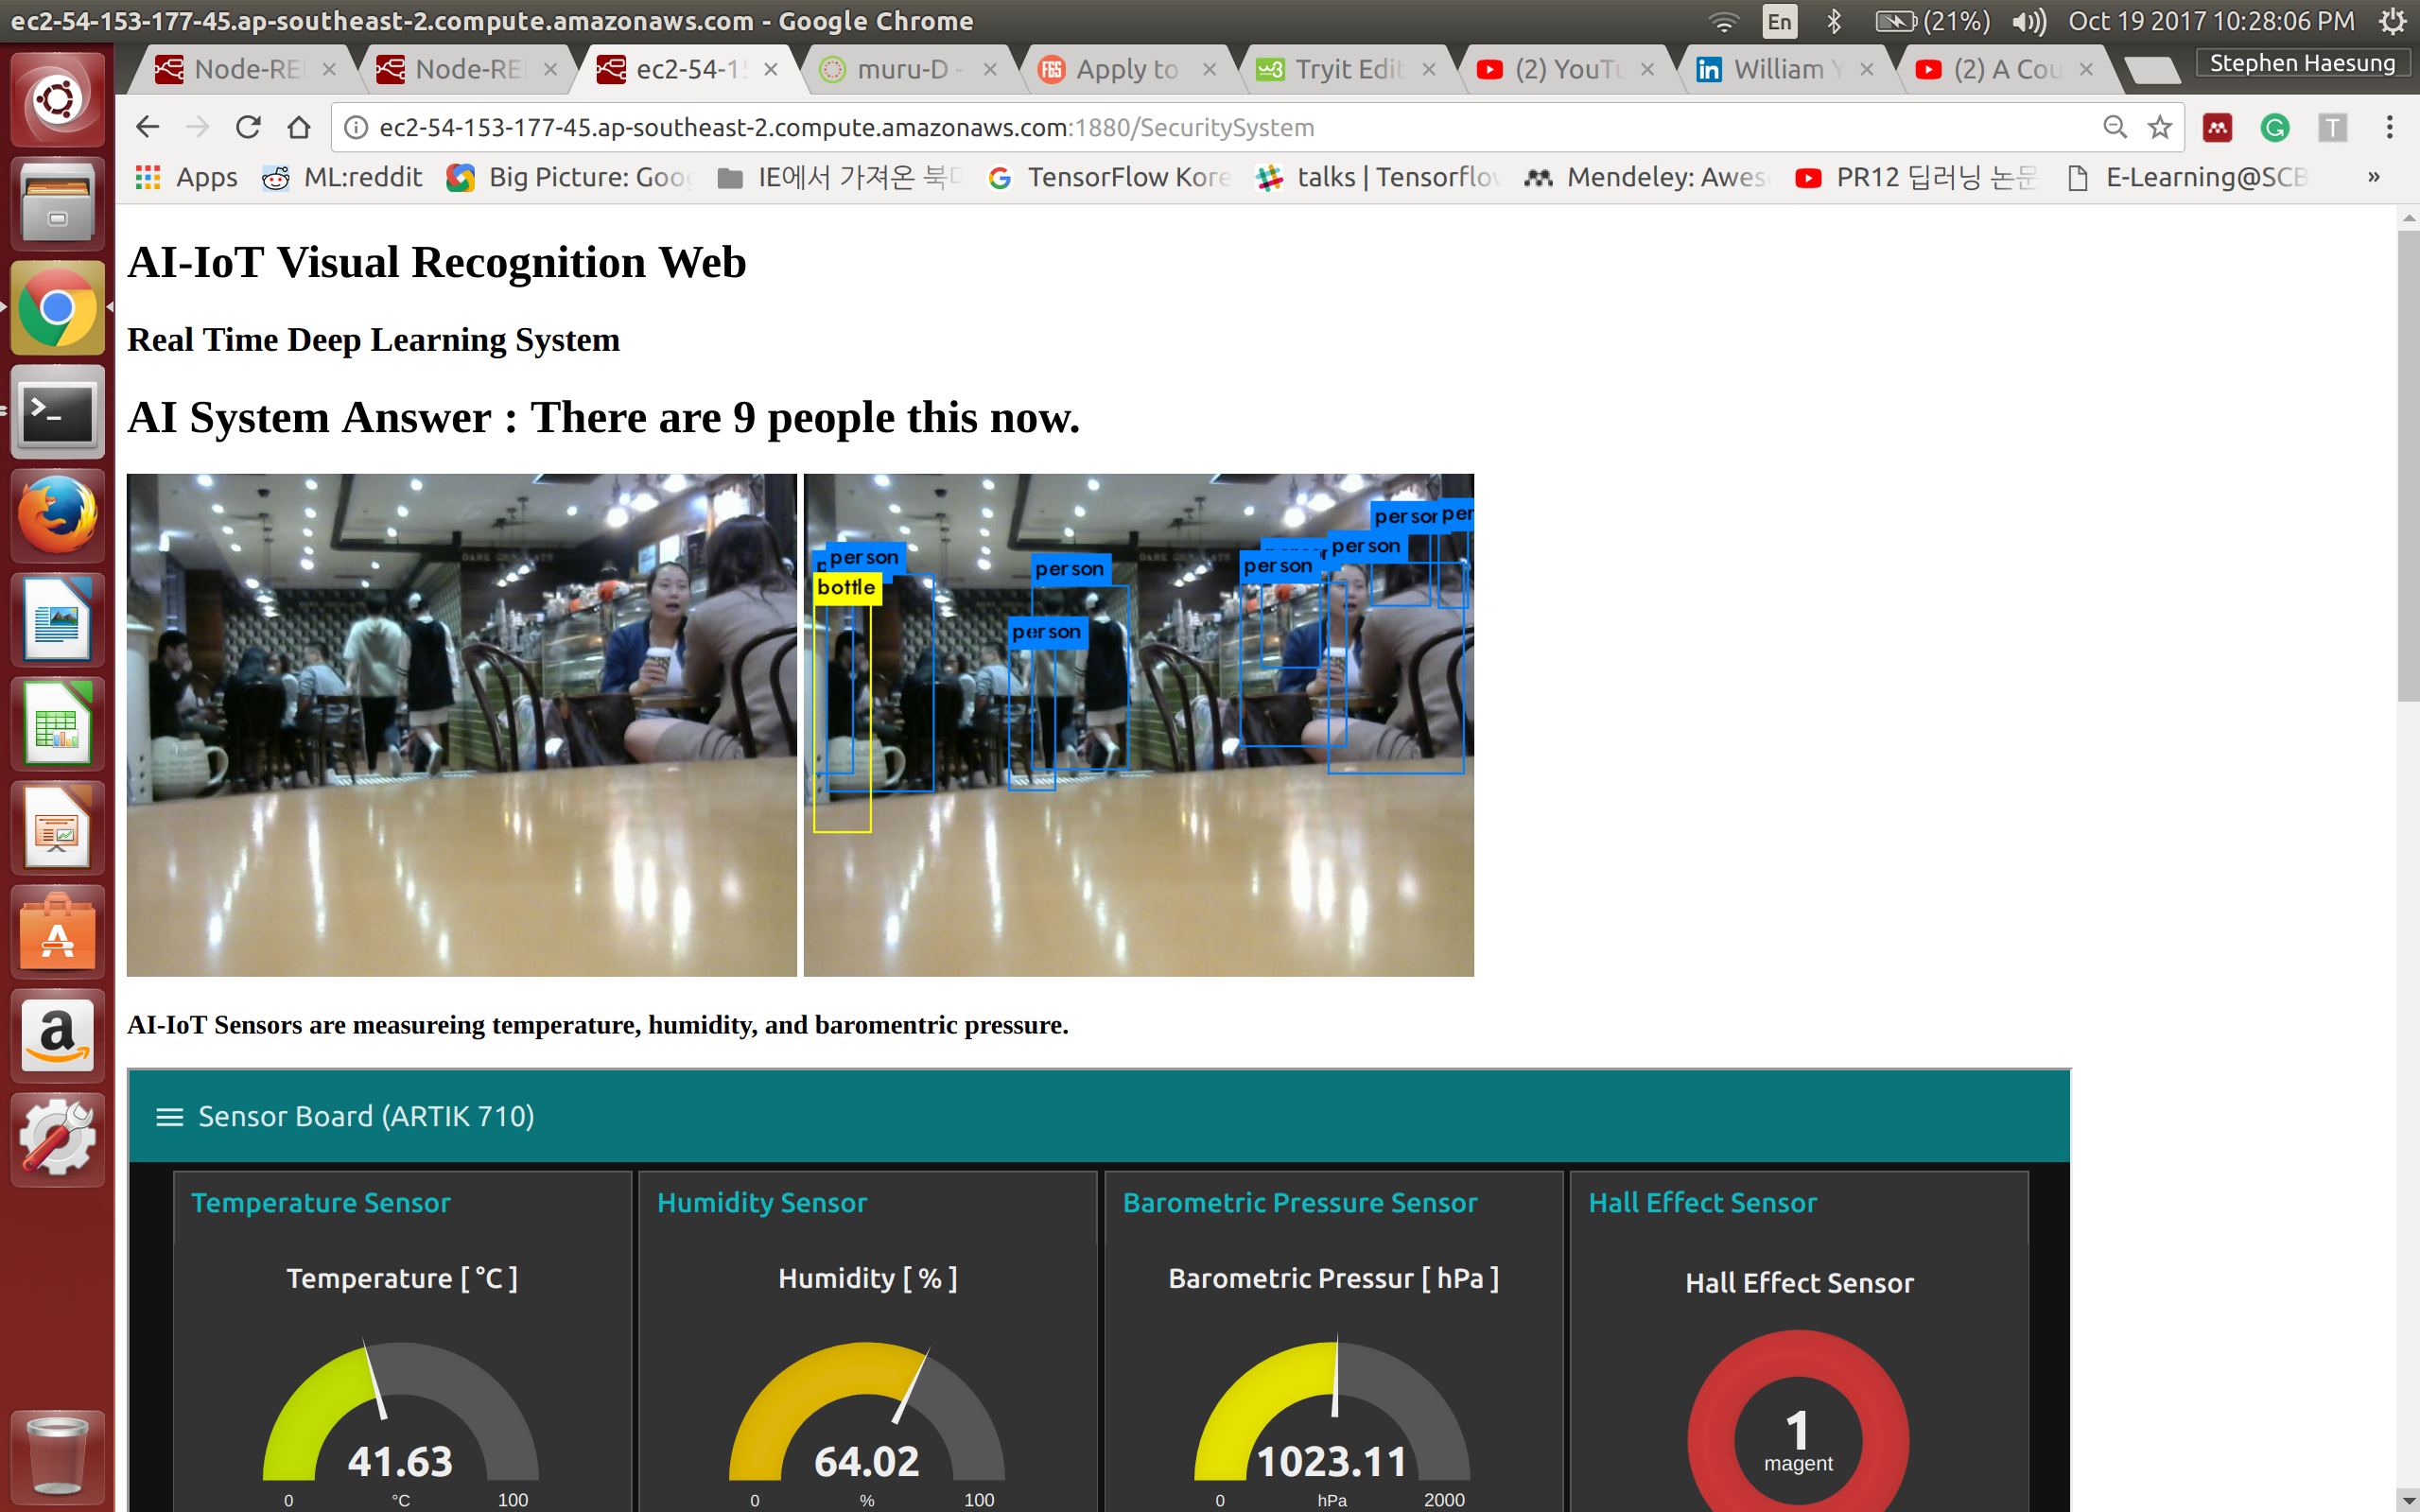 ec2-54-153-177-45.ap-southeast-2.compute.amazonaws.com - Google Chrome
En
(21%)
Oct 19 2017 10:28:06 PM
Node-RE
Node-RE
ec2-54-1
muru-D -
Apply to
Tryit Edit
(2) YouTu
William Y
(2) A Cou
Stephen Haesung
ec2-54-153-177-45.ap-southeast-2.compute.amazonaws.com:1880/SecuritySystem
Apps
ML:reddit
Big Picture: Goog
IE에서 가져온 북
TensorFlow Kore
talks | Tensorflow
Mendeley: Awes
PR12 딥러닝 논문
E-Learning@SCB
»
AI-IoT Visual Recognition Web
Real Time Deep Learning System
AI System Answer : There are 9 people this now.
DARK CHOCOLATE
DARK CHOCOLATE
person
bottle
person
person
person
person
person
per
AI-IoT Sensors are measureing temperature, humidity, and baromentric pressure.
Sensor Board (ARTIK 710)
Temperature Sensor
Humidity Sensor
Barometric Pressure Sensor
Hall Effect Sensor
Temperature [ °C ]
Humidity [ % ]
Barometric Pressur [ hPa ]
Hall Effect Sensor
41.63
0 °C 100
64.02
0 % 100
1023.11
0 hPa 2000
1
magent